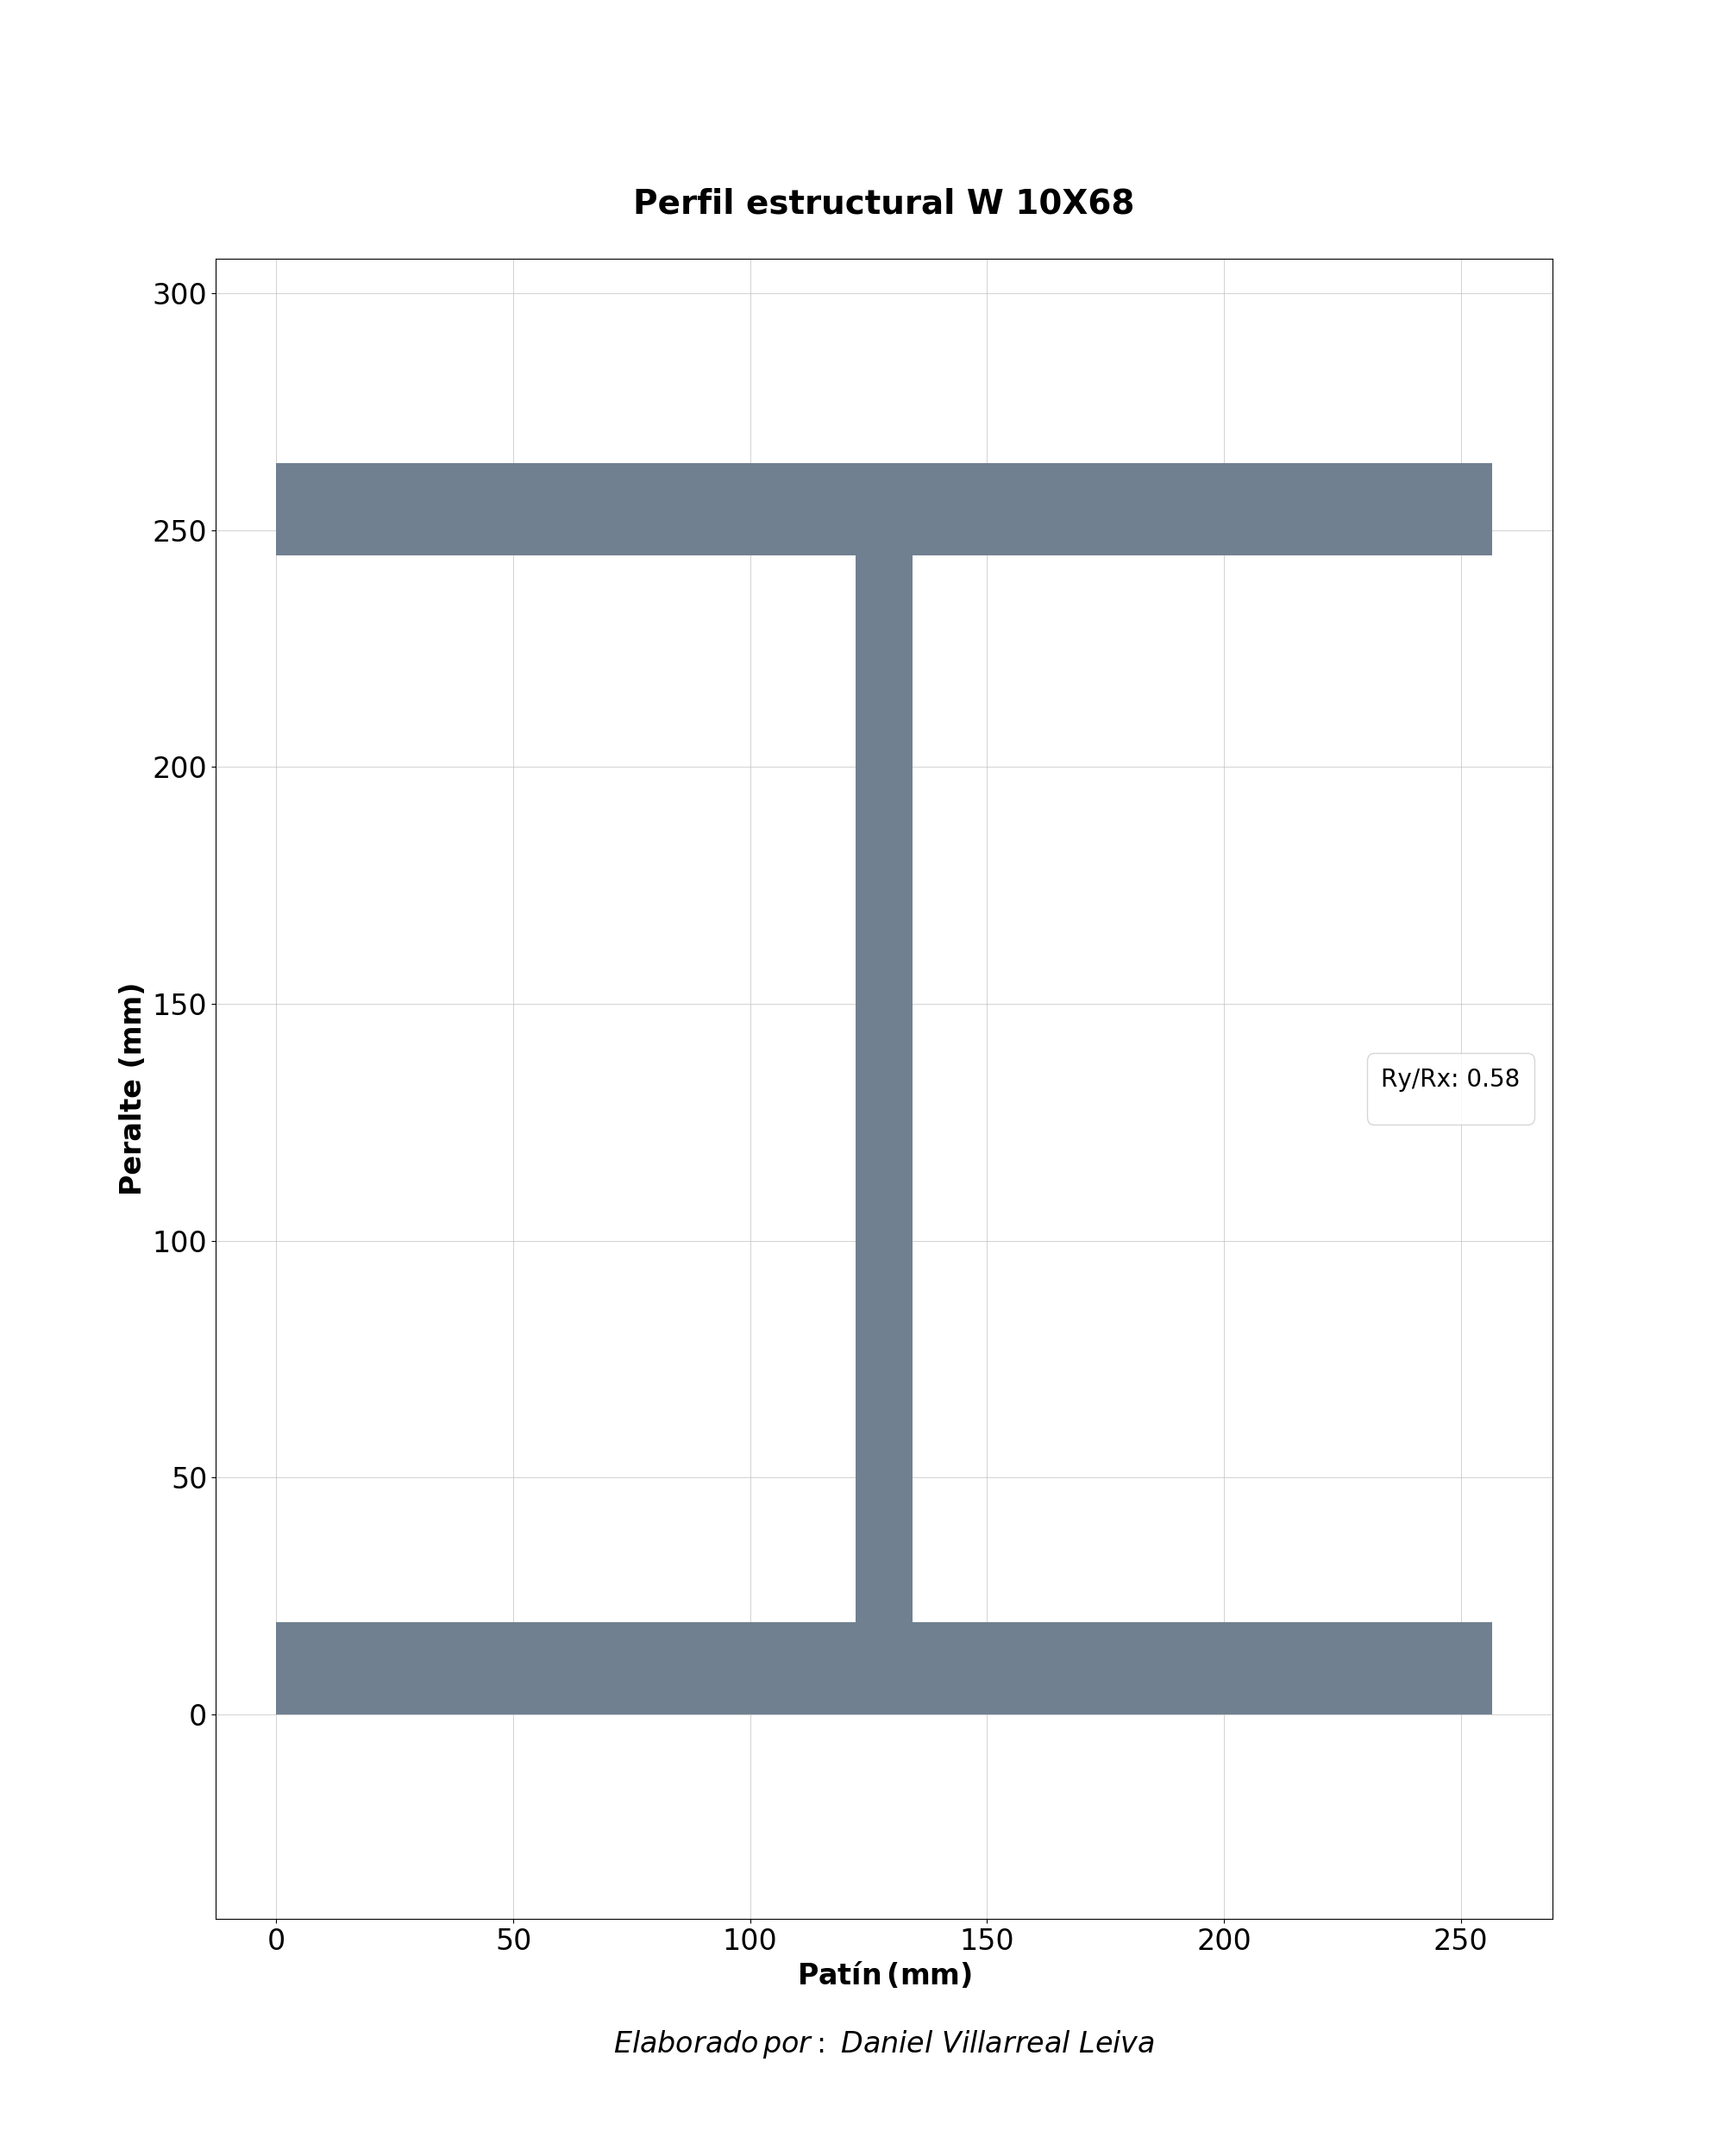 Perfil estructural W 10X68
300
250
200
150
100
50
0
Peralte (mm)
Ry/Rx: 0.58
0 50 100 150 200 250
Patín (mm)
Elaborado por: Daniel Villarreal Leiva